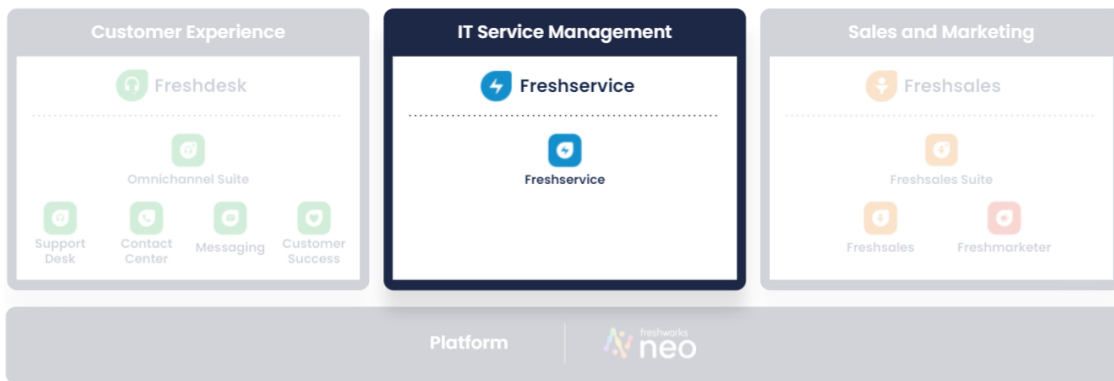 Customer Experience
Freshdesk
Omnichannel Suite
Support Desk
Contact Center
Messaging
Customer Success
IT Service Management
Freshservice
Freshservice
Sales and Marketing
Freshsales
Freshsales Suite
Freshsales
Freshmarketer
Platform
freshworks
neo